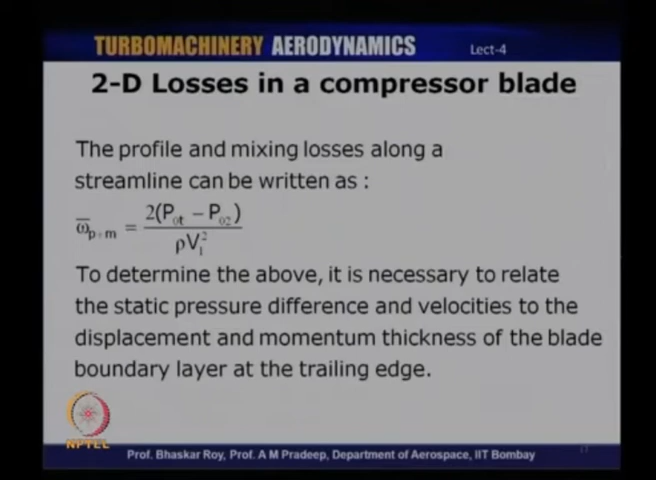 TURBOMACHINERY AERODYNAMICS Lect-4
2-D Losses in a compressor blade
The profile and mixing losses along a
streamline can be written as :
ω̅ₚ₊ₘ = 2(P₀ₜ − P₀₂) / ρV₁²
To determine the above, it is necessary to relate
the static pressure difference and velocities to the
displacement and momentum thickness of the blade
boundary layer at the trailing edge.
NPTEL
Prof. Bhaskar Roy, Prof. A M Pradeep, Department of Aerospace, IIT Bombay